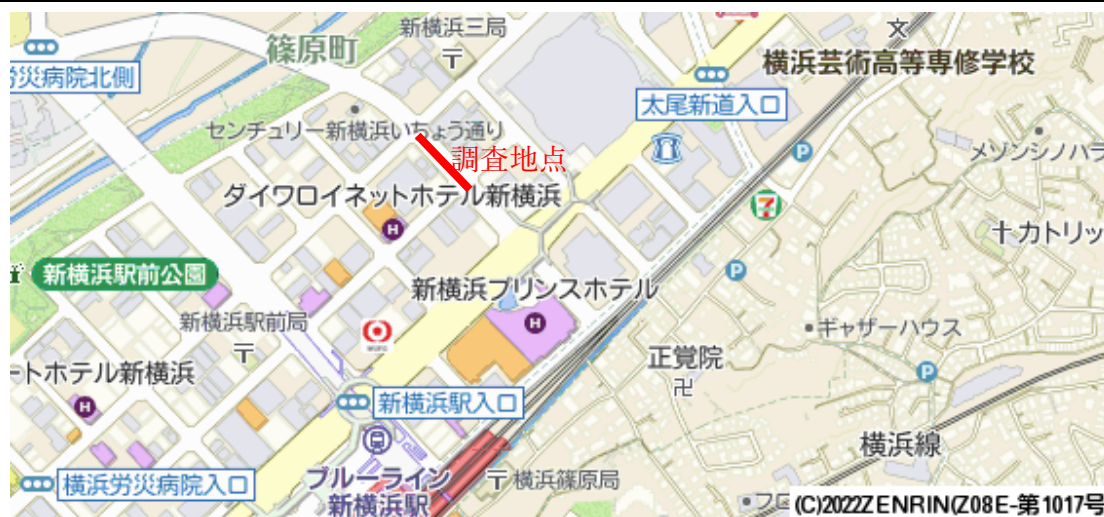 新横浜三局
篠原町
横浜芸術高等専修学校
労災病院北側
太尾新道入口
センチュリー新横浜いちょう通り
調査地点
メゾンシノハラ
ダイワロイネットホテル新横浜
十カトリッ
新横浜駅前公園
新横浜プリンスホテル
新横浜駅前局
ギャザーハウス
正覚院
ートホテル新横浜
新横浜駅入口
横浜線
横浜労災病院入口
ブルーライン
新横浜駅
横浜篠原局
フロ
(C)2022ZENRIN(Z08E-第1017号